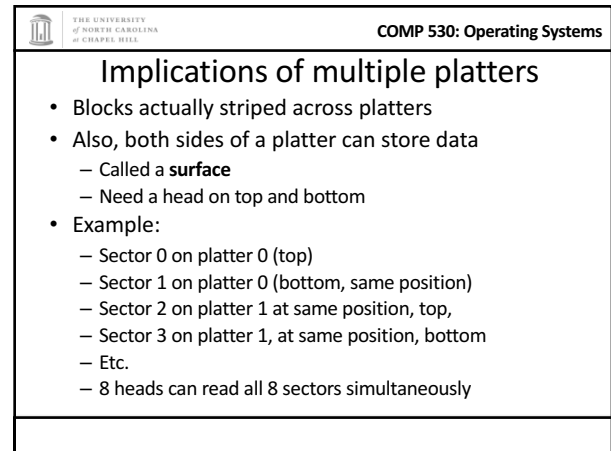 THE UNIVERSITY
of NORTH CAROLINA
at CHAPEL HILL
COMP 530: Operating Systems
Implications of multiple platters
• Blocks actually striped across platters
• Also, both sides of a platter can store data
– Called a surface
– Need a head on top and bottom
• Example:
– Sector 0 on platter 0 (top)
– Sector 1 on platter 0 (bottom, same position)
– Sector 2 on platter 1 at same position, top,
– Sector 3 on platter 1, at same position, bottom
– Etc.
– 8 heads can read all 8 sectors simultaneously